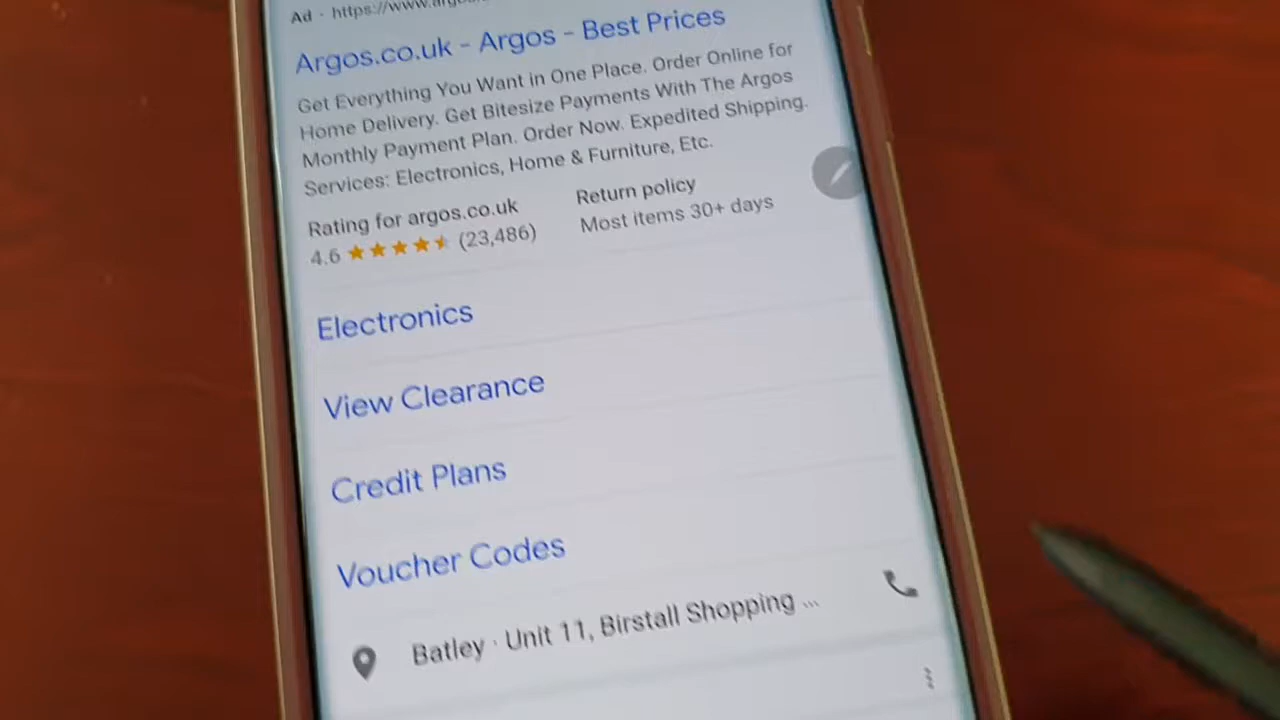 Ad · https://www.
Argos.co.uk - Argos - Best Prices
Get Everything You Want in One Place. Order Online for
Home Delivery. Get Bitesize Payments With The Argos
Monthly Payment Plan. Order Now. Expedited Shipping.
Services: Electronics, Home & Furniture, Etc.
Rating for argos.co.uk
4.6 ★★★★★ (23,486)
Return policy
Most items 30+ days
Electronics
View Clearance
Credit Plans
Voucher Codes
Batley · Unit 11, Birstall Shopping ...